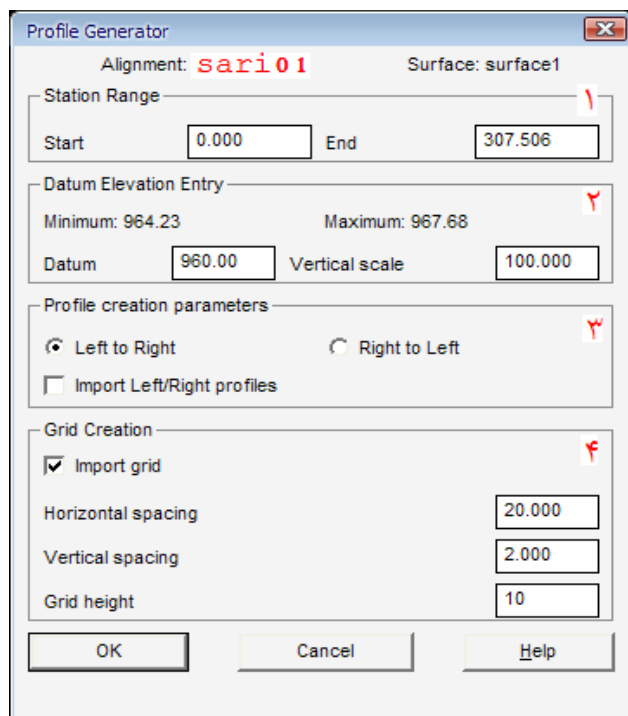 Profile Generator
Alignment: sari01 Surface: surface1
Station Range ۱
Start 0.000 End 307.506
Datum Elevation Entry ۲
Minimum: 964.23 Maximum: 967.68
Datum 960.00 Vertical scale 100.000
Profile creation parameters ۳
Left to Right Right to Left
Import Left/Right profiles
Grid Creation ۴
Import grid
Horizontal spacing 20.000
Vertical spacing 2.000
Grid height 10
OK Cancel Help